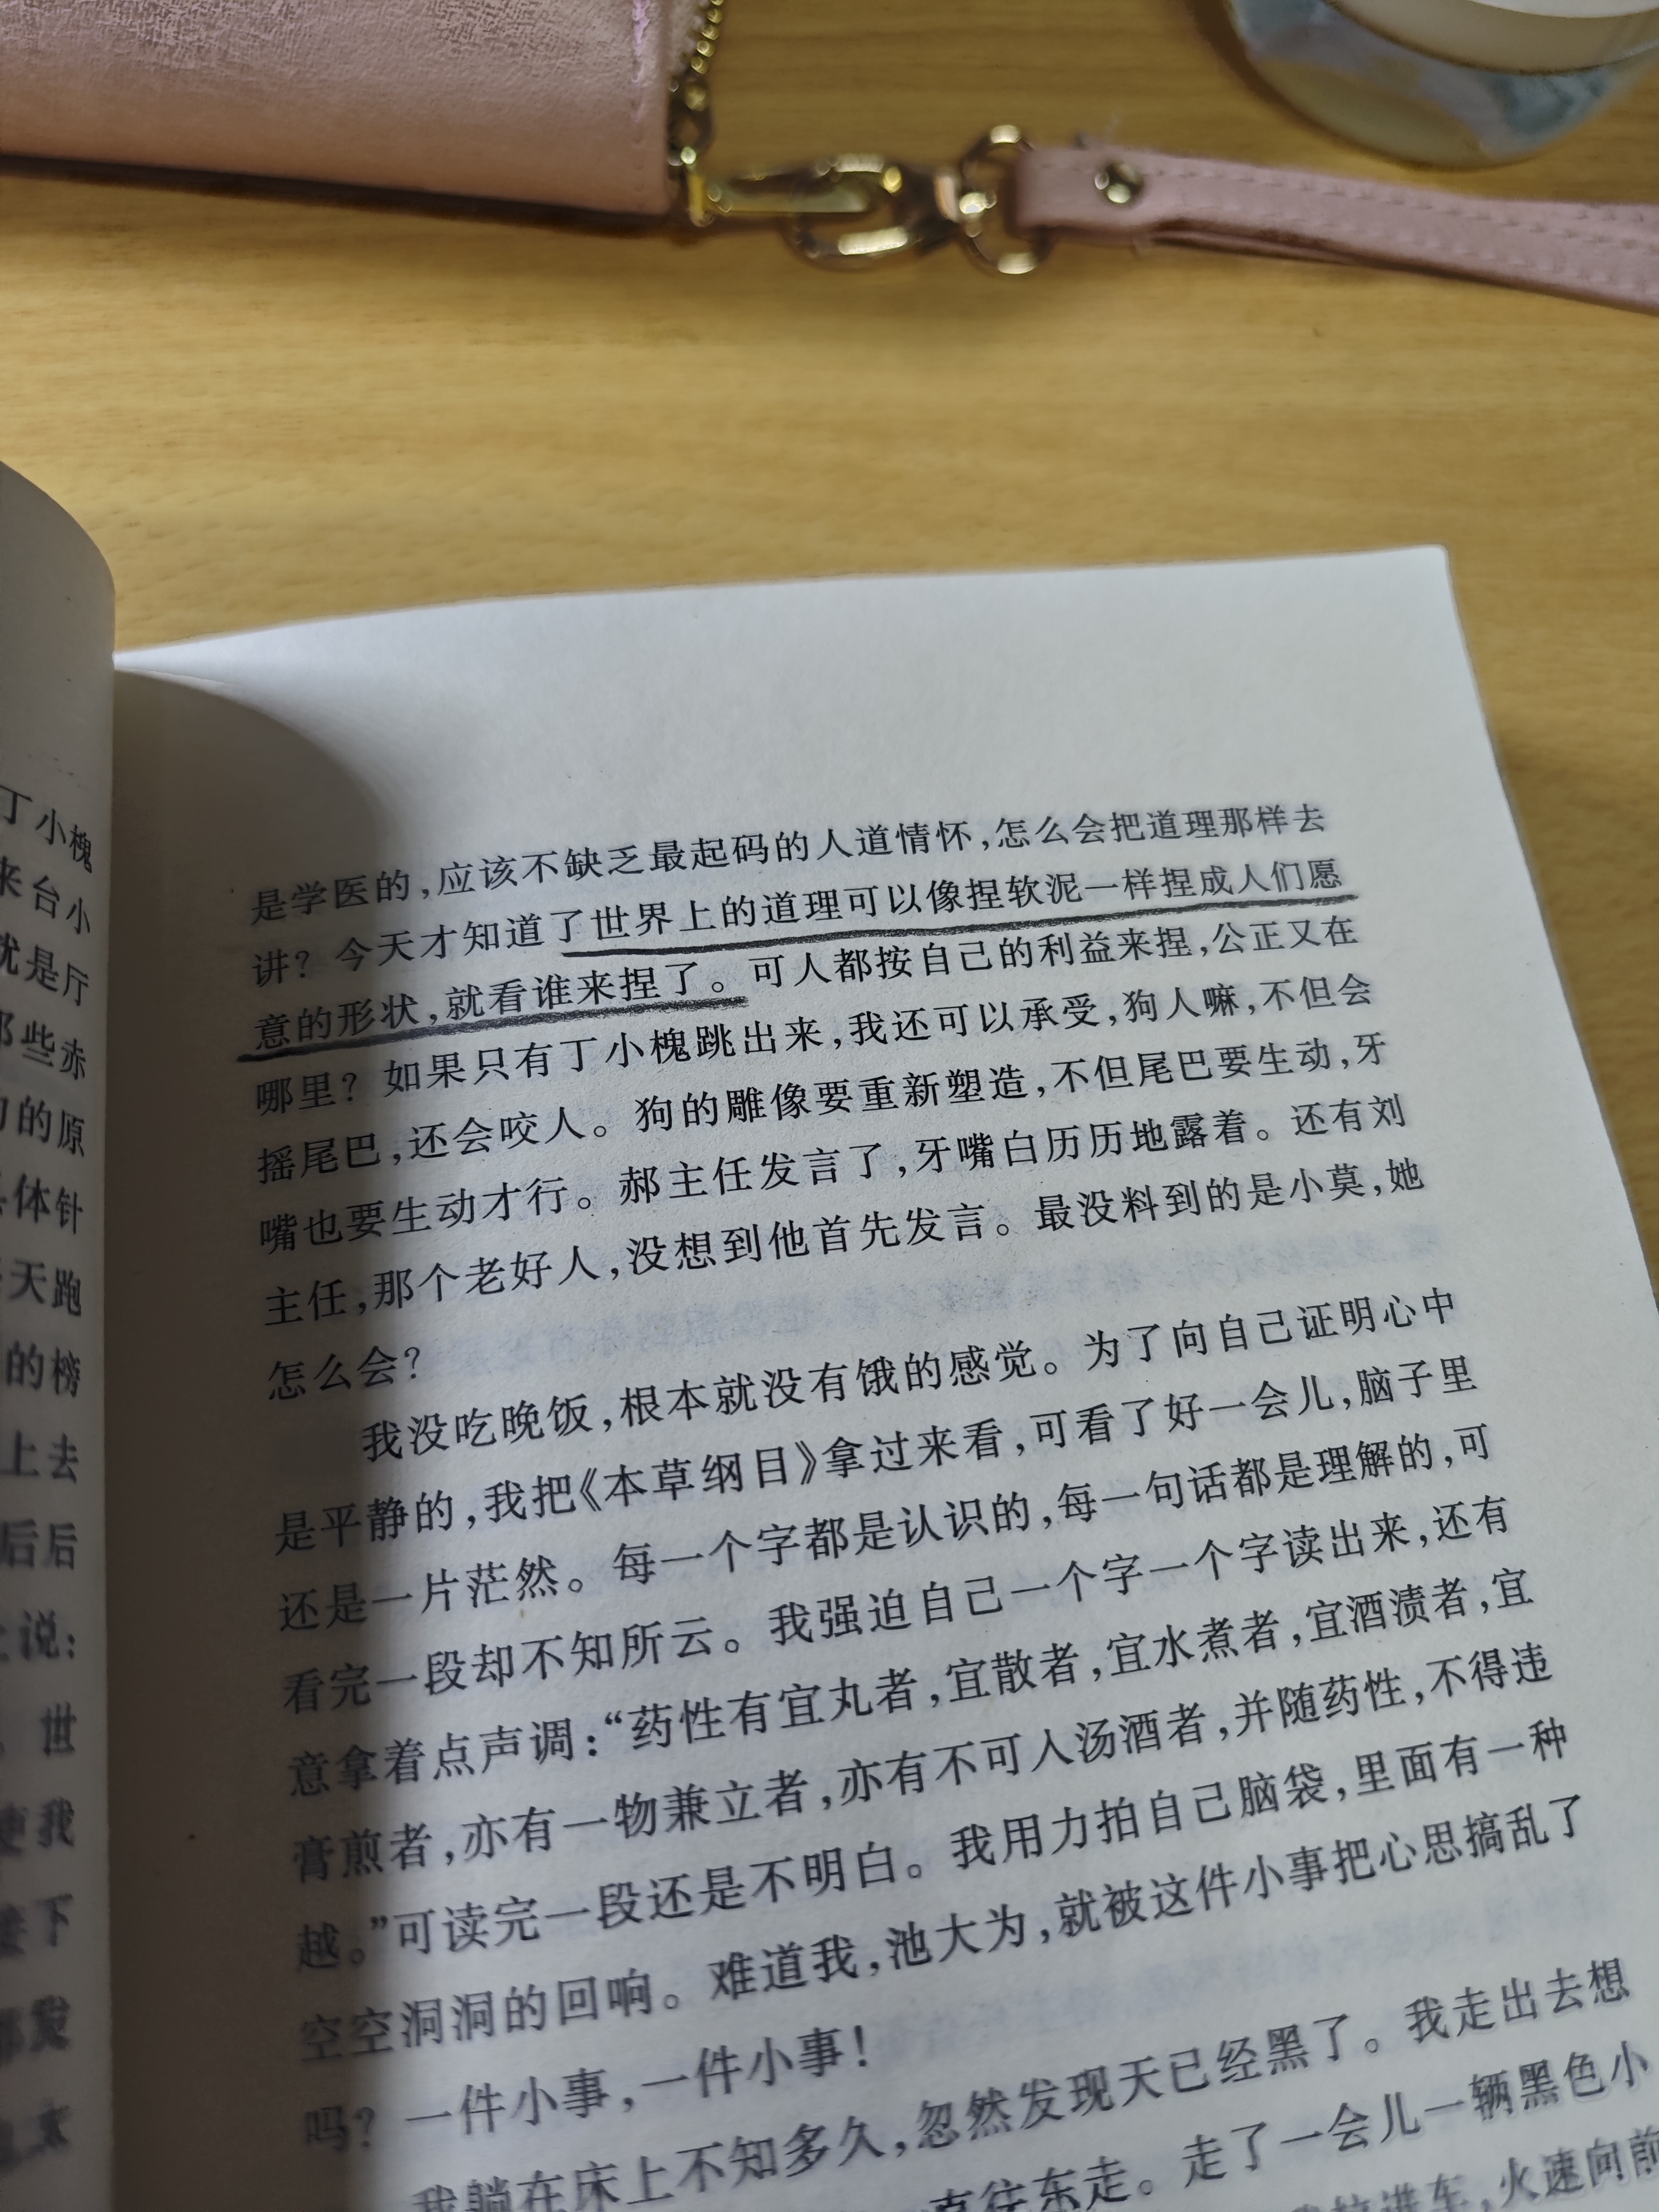 丁小槐
来台小
就是厅
那些赤
的原
体针
天跑
的榜
上去
后后
说：
世
使我
接下
都发
是学医的，应该不缺乏最起码的人道情怀，怎么会把道理那样去
讲？今天才知道了世界上的道理可以像捏软泥一样捏成人们愿
意的形状，就看谁来捏了。可人都按自己的利益来捏，公正又在
哪里？如果只有丁小槐跳出来，我还可以承受，狗人嘛，不但会
摇尾巴，还会咬人。狗的雕像要重新塑造，不但尾巴要生动，牙
嘴也要生动才行。郝主任发言了，牙嘴白历历地露着。还有刘
主任，那个老好人，没想到他首先发言。最没料到的是小莫，她
怎么会？
我没吃晚饭，根本就没有饿的感觉。为了向自己证明心中
是平静的，我把《本草纲目》拿过来看，可看了好一会儿，脑子里
还是一片茫然。每一个字都是认识的，每一句话都是理解的，可
看完一段却不知所云。我强迫自己一个字一个字读出来，还有
意拿着点声调：“药性有宜丸者，宜散者，宜水煮者，宜酒渍者，宜
膏煎者，亦有一物兼立者，亦有不可人汤酒者，并随药性，不得违
越。”可读完一段还是不明白。我用力拍自己脑袋，里面有一种
空空洞洞的回响。难道我，池大为，就被这件小事把心思搞乱了
吗？一件小事，一件小事！
我躺在床上不知多久，忽然发现天已经黑了。我走出去想
直往东走。走了一会儿一辆黑色小
进车，火速向前